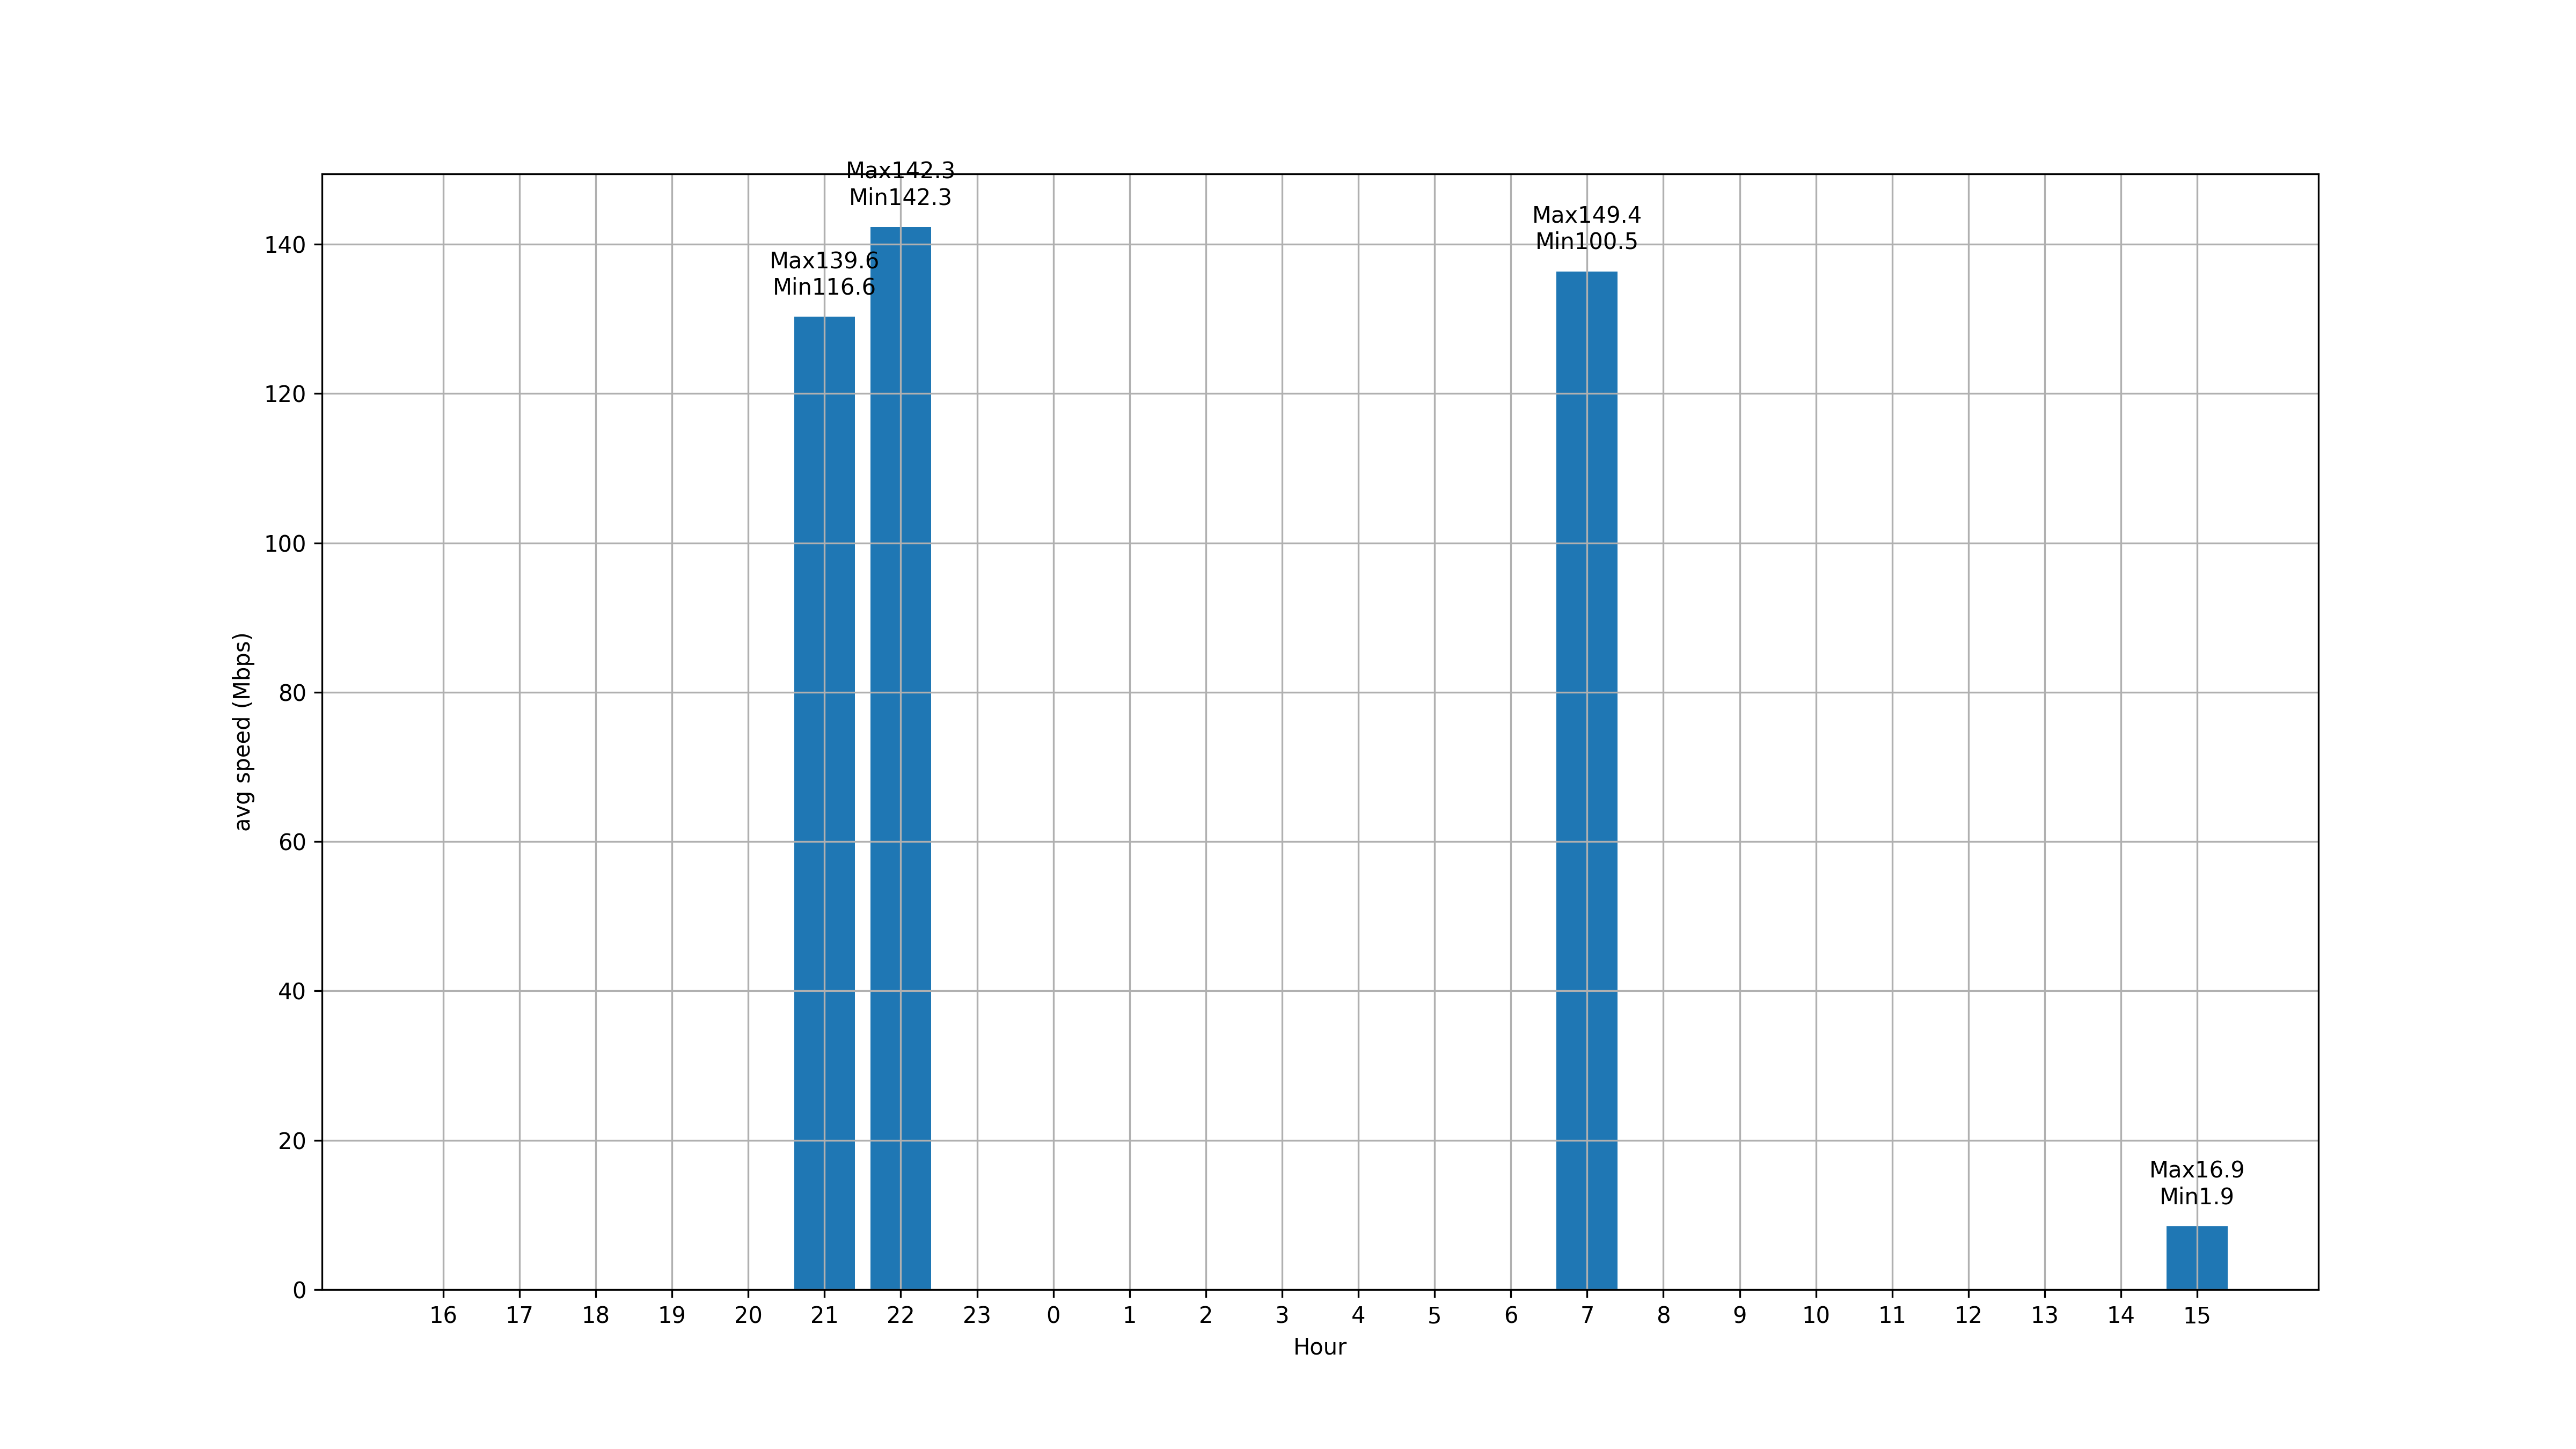 Max142.3
Min142.3
Max149.4
Min100.5
Max139.6
Min116.6
Max16.9
Min1.9
140
120
100
80
60
40
20
0
avg speed (Mbps)
16 17 18 19 20 21 22 23 0 1 2 3 4 5 6 7 8 9 10 11 12 13 14 15
Hour